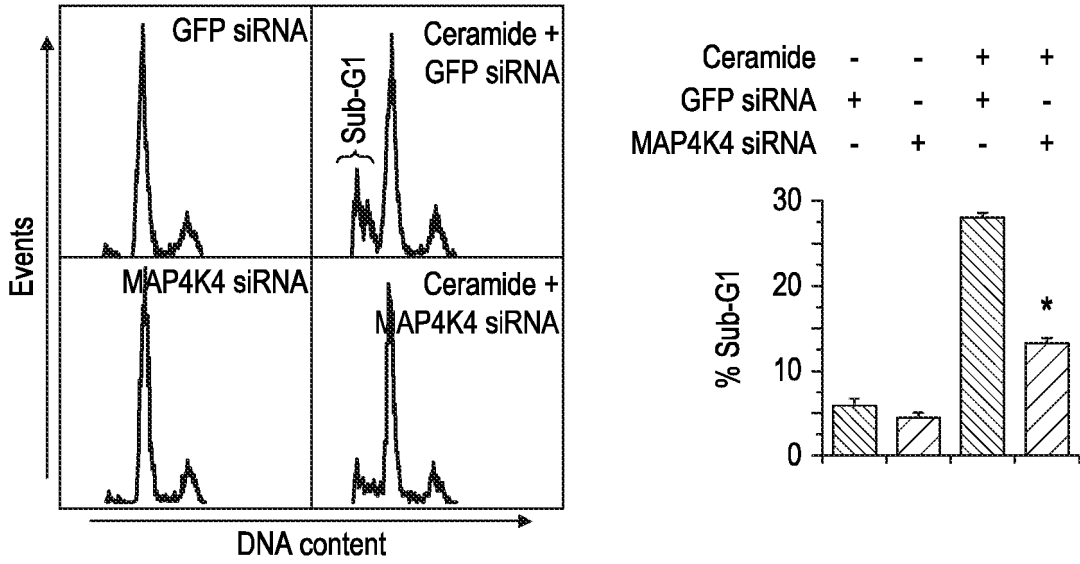 GFP siRNA
Ceramide +
GFP siRNA
Sub-G1
MAP4K4 siRNA
Ceramide +
MAP4K4 siRNA
Events
DNA content
Ceramide - - + +
GFP siRNA + - + -
MAP4K4 siRNA - + - +
% Sub-G1
30
20
10
0
*